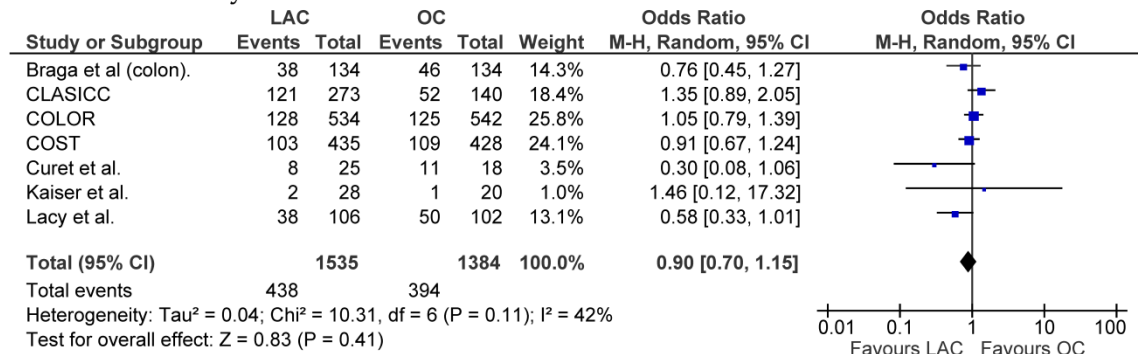 LAC OC Odds Ratio Odds Ratio
Study or Subgroup Events Total Events Total Weight M-H, Random, 95% CI M-H, Random, 95% CI
Braga et al (colon). 38 134 46 134 14.3% 0.76 [0.45, 1.27]
CLASICC 121 273 52 140 18.4% 1.35 [0.89, 2.05]
COLOR 128 534 125 542 25.8% 1.05 [0.79, 1.39]
COST 103 435 109 428 24.1% 0.91 [0.67, 1.24]
Curet et al. 8 25 11 18 3.5% 0.30 [0.08, 1.06]
Kaiser et al. 2 28 1 20 1.0% 1.46 [0.12, 17.32]
Lacy et al. 38 106 50 102 13.1% 0.58 [0.33, 1.01]
Total (95% CI) 1535 1384 100.0% 0.90 [0.70, 1.15]
Total events 438 394
Heterogeneity: Tau² = 0.04; Chi² = 10.31, df = 6 (P = 0.11); I² = 42%
Test for overall effect: Z = 0.83 (P = 0.41)
0.01 0.1 1 10 100
Favours LAC Favours OC